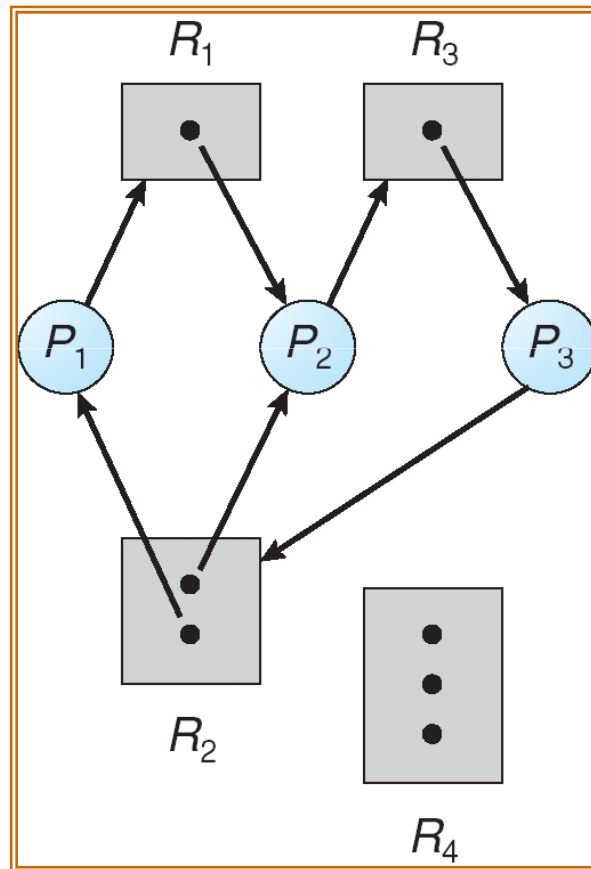 R₁ R₃
P₁ P₂ P₃
R₂
R₄